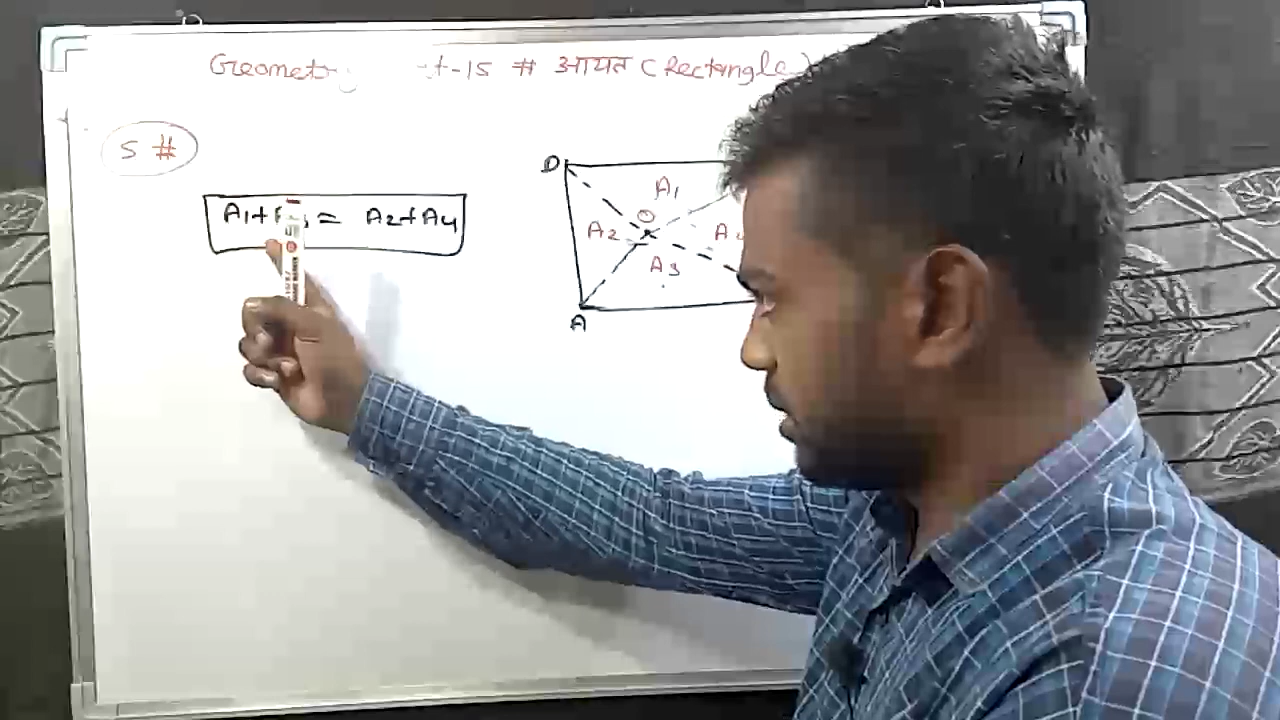 Geometry t-15 # आयत (Rectangle)
5 #
A1+ = A2+A4
D
A1
O
A2
A3
A